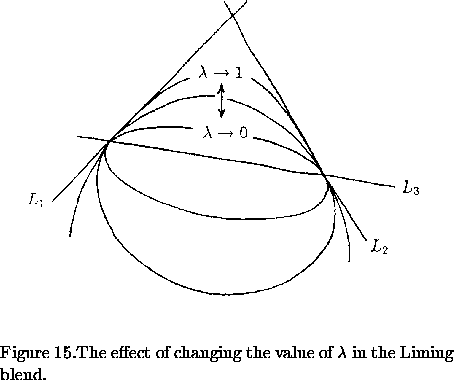 λ → 1
λ → 0
L₁
L₃
L₂
Figure 15.The effect of changing the value of λ in the Liming
blend.